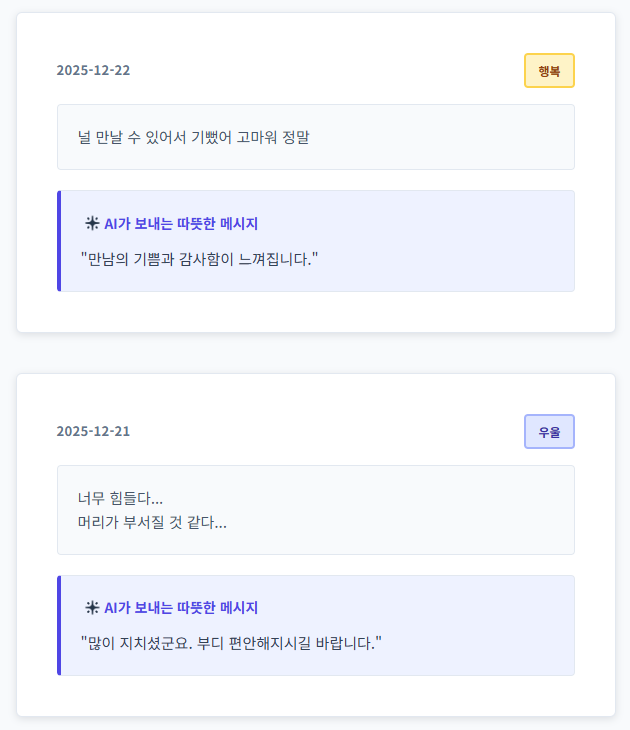 2025-12-22
행복
널 만날 수 있어서 기뻤어 고마워 정말
AI가 보내는 따뜻한 메시지
"만남의 기쁨과 감사함이 느껴집니다."
2025-12-21
우울
너무 힘들다...
머리가 부서질 것 같다...
AI가 보내는 따뜻한 메시지
"많이 지치셨군요. 부디 편안해지시길 바랍니다."